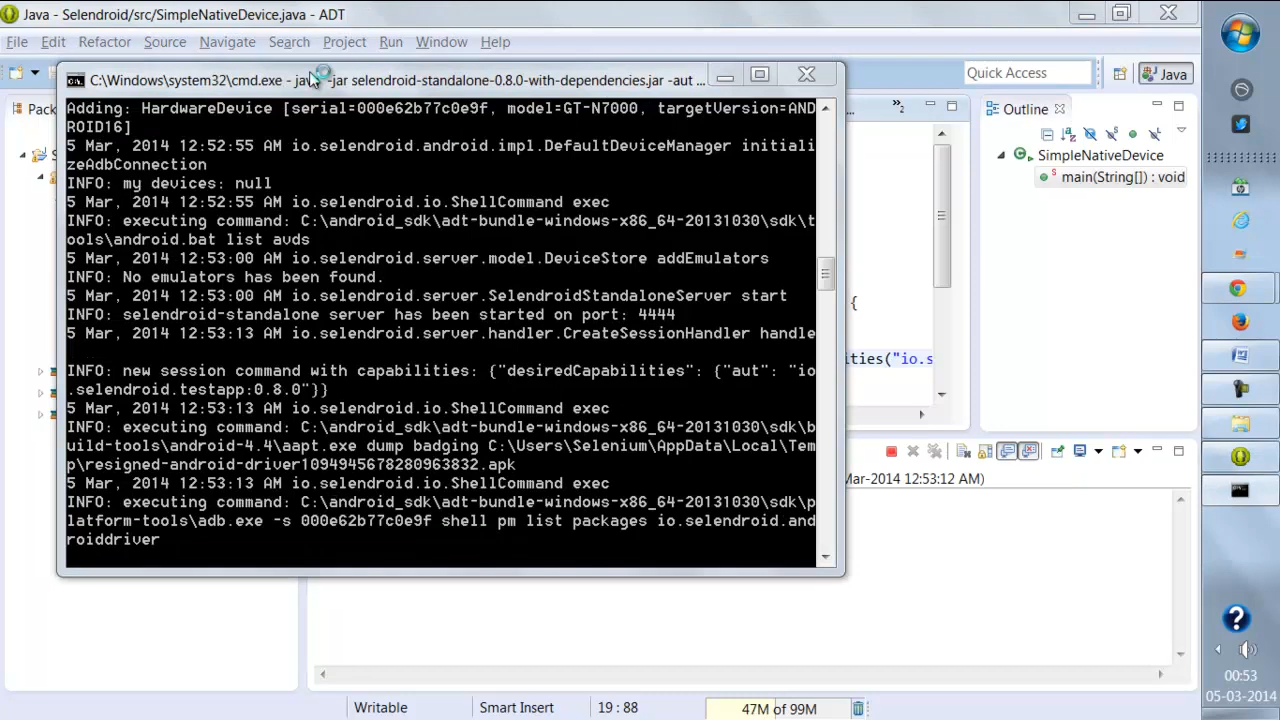 Java - Selendroid/src/SimpleNativeDevice.java - ADT
File Edit Refactor Source Navigate Search Project Run Window Help
Quick Access
Java
C:\Windows\system32\cmd.exe - java -jar selendroid-standalone-0.8.0-with-dependencies.jar -aut ...
Adding: HardwareDevice [serial=000e62b77c0e9f, model=GT-N7000, targetVersion=AND
ROID16]
5 Mar, 2014 12:52:55 AM io.selendroid.android.impl.DefaultDeviceManager initiali
zeAdbConnection
INFO: my devices: null
5 Mar, 2014 12:52:55 AM io.selendroid.io.ShellCommand exec
INFO: executing command: C:\android_sdk\adt-bundle-windows-x86_64-20131030\sdk\t
ools\android.bat list avds
5 Mar, 2014 12:53:00 AM io.selendroid.server.model.DeviceStore addEmulators
INFO: No emulators has been found.
5 Mar, 2014 12:53:00 AM io.selendroid.server.SelendroidStandaloneServer start
INFO: selendroid-standalone server has been started on port: 4444
5 Mar, 2014 12:53:13 AM io.selendroid.server.handler.CreateSessionHandler handle
INFO: new session command with capabilities: {"desiredCapabilities": {"aut": "io
.selendroid.testapp:0.8.0"}}
5 Mar, 2014 12:53:13 AM io.selendroid.io.ShellCommand exec
INFO: executing command: C:\android_sdk\adt-bundle-windows-x86_64-20131030\sdk\b
uild-tools\android-4.4\aapt.exe dump badging C:\Users\Selenium\AppData\Local\Tem
p\resigned-android-driver1094945678280963832.apk
5 Mar, 2014 12:53:13 AM io.selendroid.io.ShellCommand exec
INFO: executing command: C:\android_sdk\adt-bundle-windows-x86_64-20131030\sdk\p
latform-tools\adb.exe -s 000e62b77c0e9f shell pm list packages io.selendroid.and
roiddriver
Pack
S
... »2
{
ities("io.s
Mar-2014 12:53:12 AM)
Outline
SimpleNativeDevice
main(String[]) : void
Writable
Smart Insert
19 : 88
47M of 99M
00:53
05-03-2014